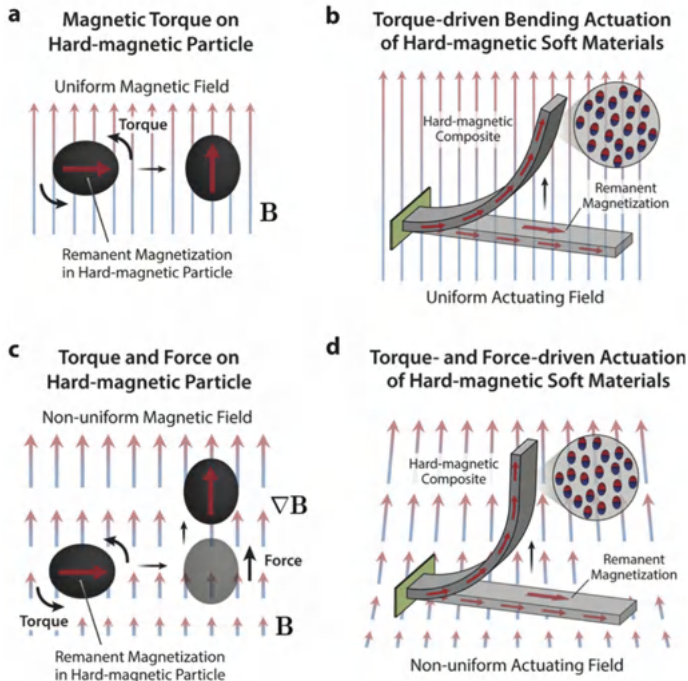 a
Magnetic Torque on
Hard-magnetic Particle
Uniform Magnetic Field
Torque
B
Remanent Magnetization
in Hard-magnetic Particle
b
Torque-driven Bending Actuation
of Hard-magnetic Soft Materials
Hard-magnetic
Composite
Remanent
Magnetization
Uniform Actuating Field
c
Torque and Force on
Hard-magnetic Particle
Non-uniform Magnetic Field
∇B
Force
Torque
B
Remanent Magnetization
in Hard-magnetic Particle
d
Torque- and Force-driven Actuation
of Hard-magnetic Soft Materials
Hard-magnetic
Composite
Remanent
Magnetization
Non-uniform Actuating Field